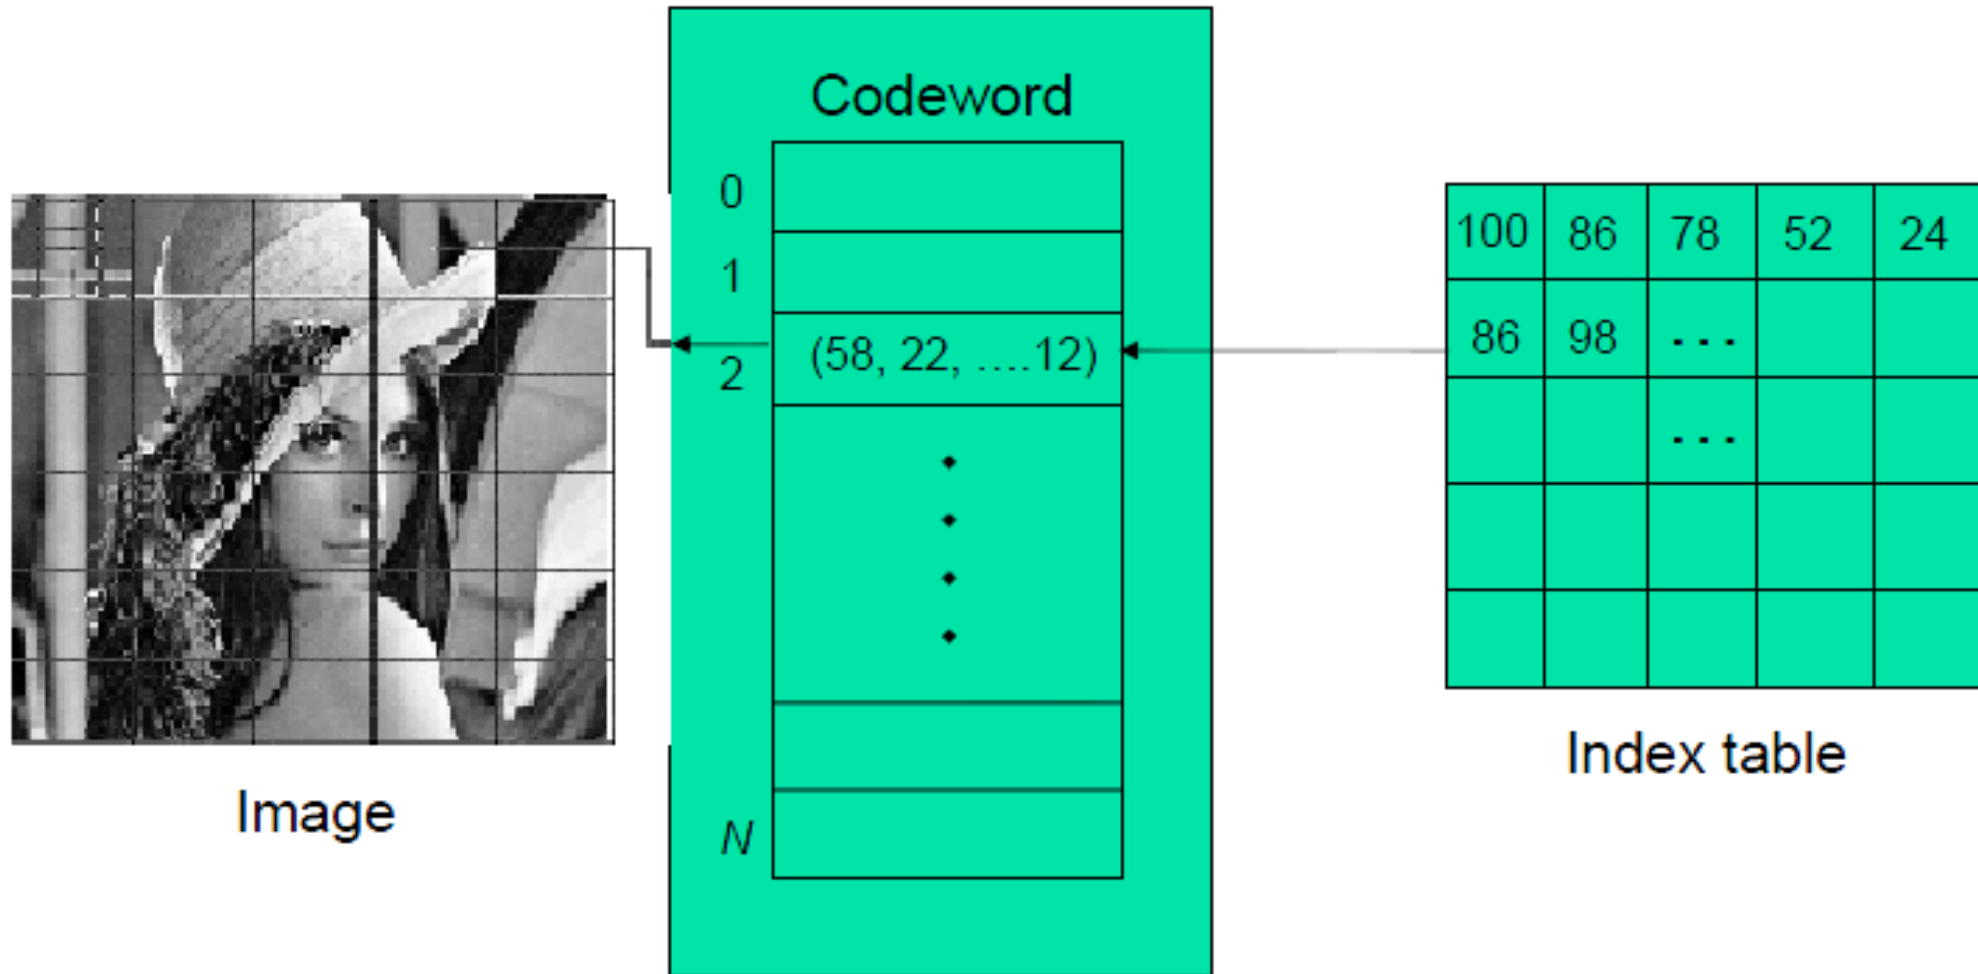 Codeword
0
1
2
(58, 22, ....12)
N
Image
100 86 78 52 24
86 98 ...
...
Index table